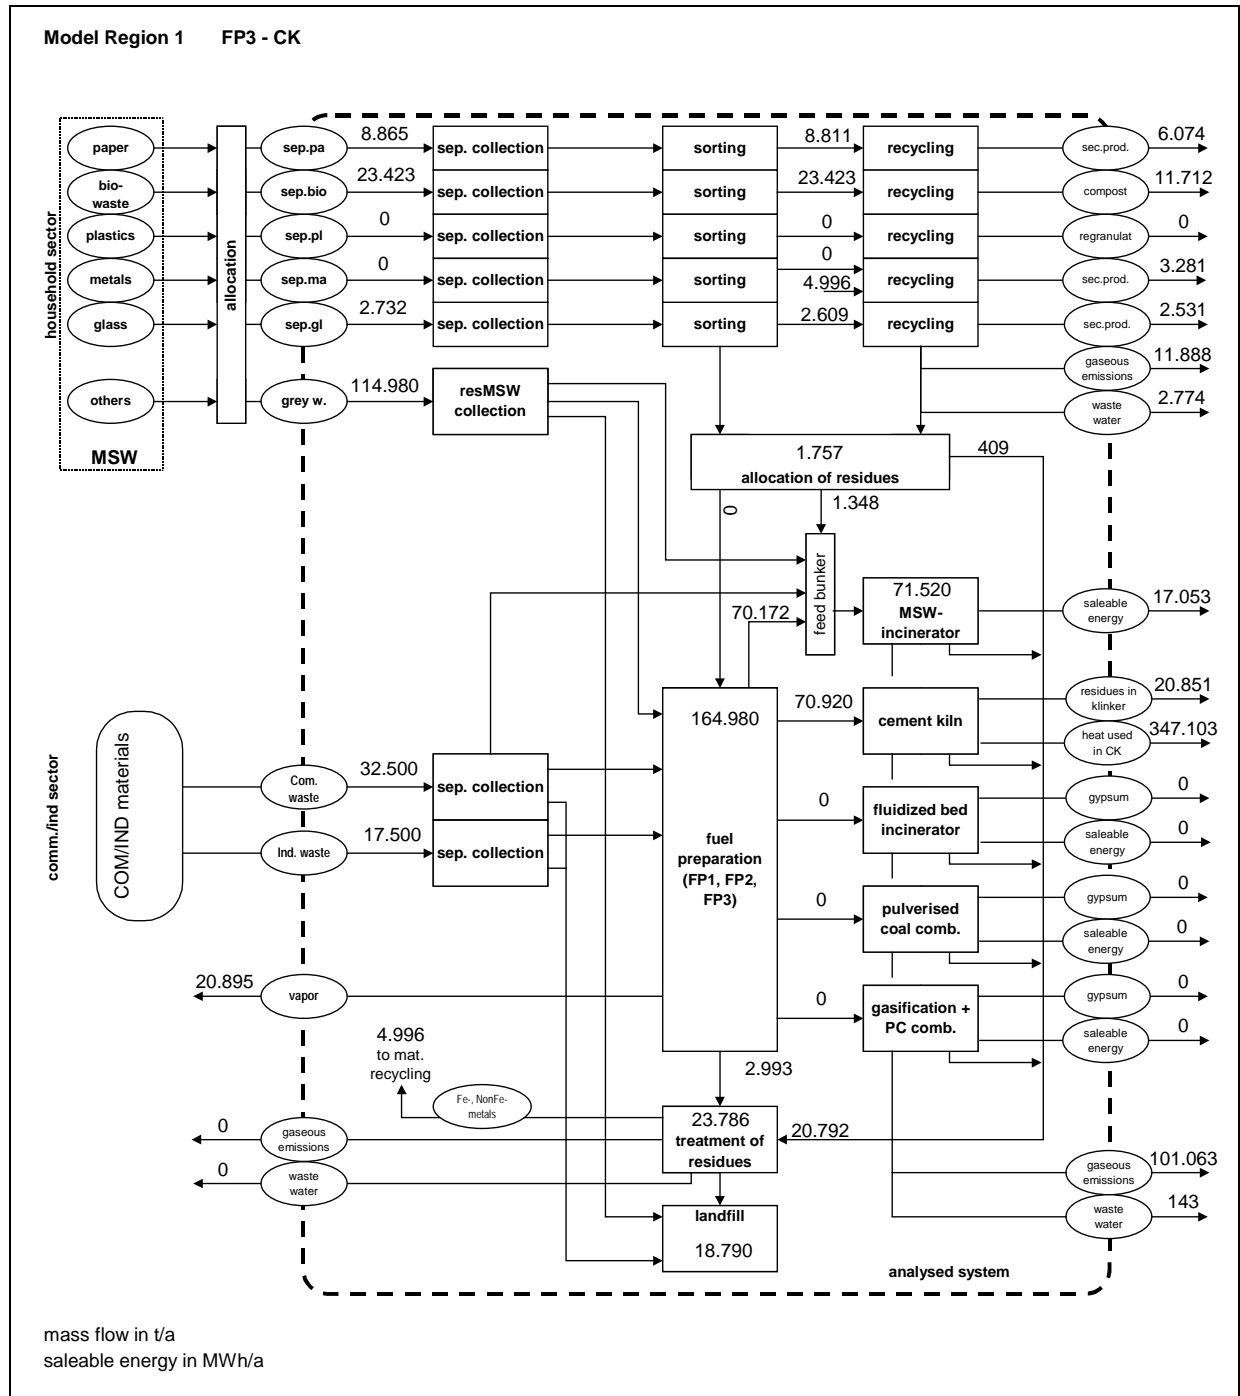 Model Region 1 FP3 - CK
household sector
paper
bio-
waste
plastics
metals
glass
others
MSW
allocation
sep.pa
8.865
sep. collection
sorting
8.811
recycling
sec.prod.
6.074
sep.bio
23.423
sep. collection
sorting
23.423
recycling
compost
11.712
sep.pl
0
sep. collection
sorting
0
recycling
regranulat
0
sep.ma
0
sep. collection
sorting
0
4.996
recycling
sec.prod.
3.281
sep.gl
2.732
sep. collection
sorting
2.609
recycling
sec.prod.
2.531
gaseous
emissions
11.888
waste
water
2.774
grey w.
114.980
resMSW
collection
1.757
allocation of residues
409
0
1.348
feed bunker
70.172
71.520
MSW-
incinerator
saleable
energy
17.053
comm./ind sector
COM/IND materials
Com.
waste
32.500
sep. collection
Ind. waste
17.500
sep. collection
164.980
fuel
preparation
(FP1, FP2,
FP3)
70.920
cement kiln
residues in
klinker
20.851
heat used
in CK
347.103
0
fluidized bed
incinerator
gypsum
0
saleable
energy
0
0
pulverised
coal comb.
gypsum
0
saleable
energy
0
0
gasification +
PC comb.
gypsum
0
saleable
energy
0
20.895
vapor
4.996
to mat.
recycling
Fe-, NonFe-
metals
2.993
23.786
treatment of
residues
20.792
0
gaseous
emissions
0
waste
water
landfill
18.790
gaseous
emissions
101.063
waste
water
143
analysed system
mass flow in t/a
saleable energy in MWh/a